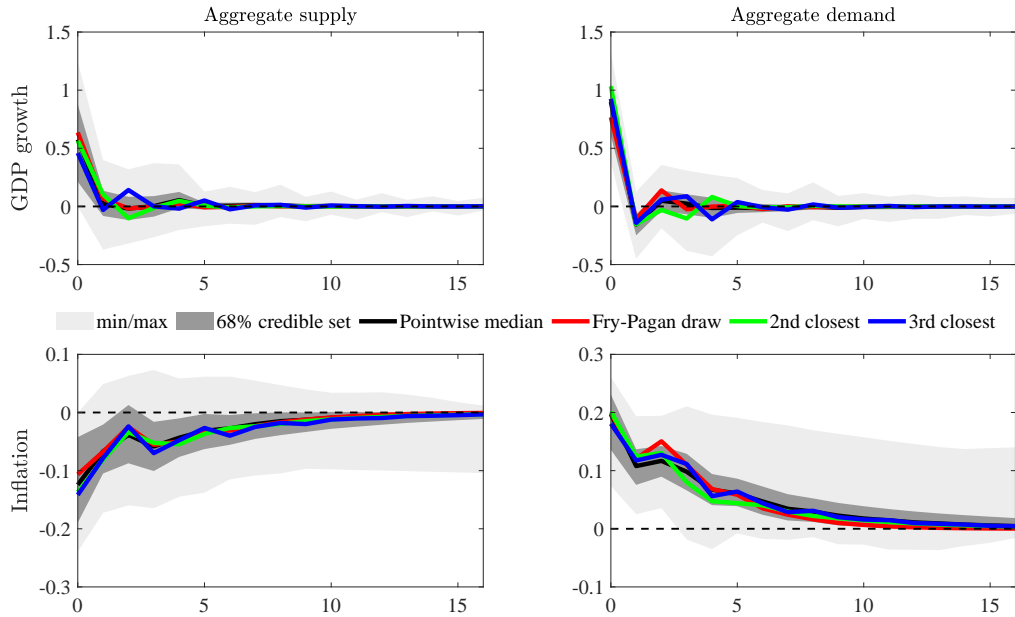 Aggregate supply
Aggregate demand
GDP growth
1.5
1
0.5
0
-0.5
0 5 10 15
1.5
1
0.5
0
-0.5
0 5 10 15
min/max 68% credible set Pointwise median Fry-Pagan draw 2nd closest 3rd closest
Inflation
0.1
0
-0.1
-0.2
-0.3
0 5 10 15
0.3
0.2
0.1
0
-0.1
0 5 10 15